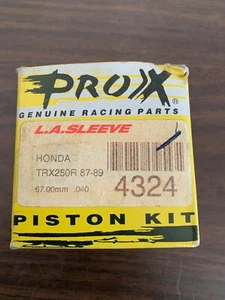 PROX®
GENUINE RACING PARTS
L.A. SLEEVE
HONDA
TRX250R 87-89
67.00mm .040
4324
PISTON KIT